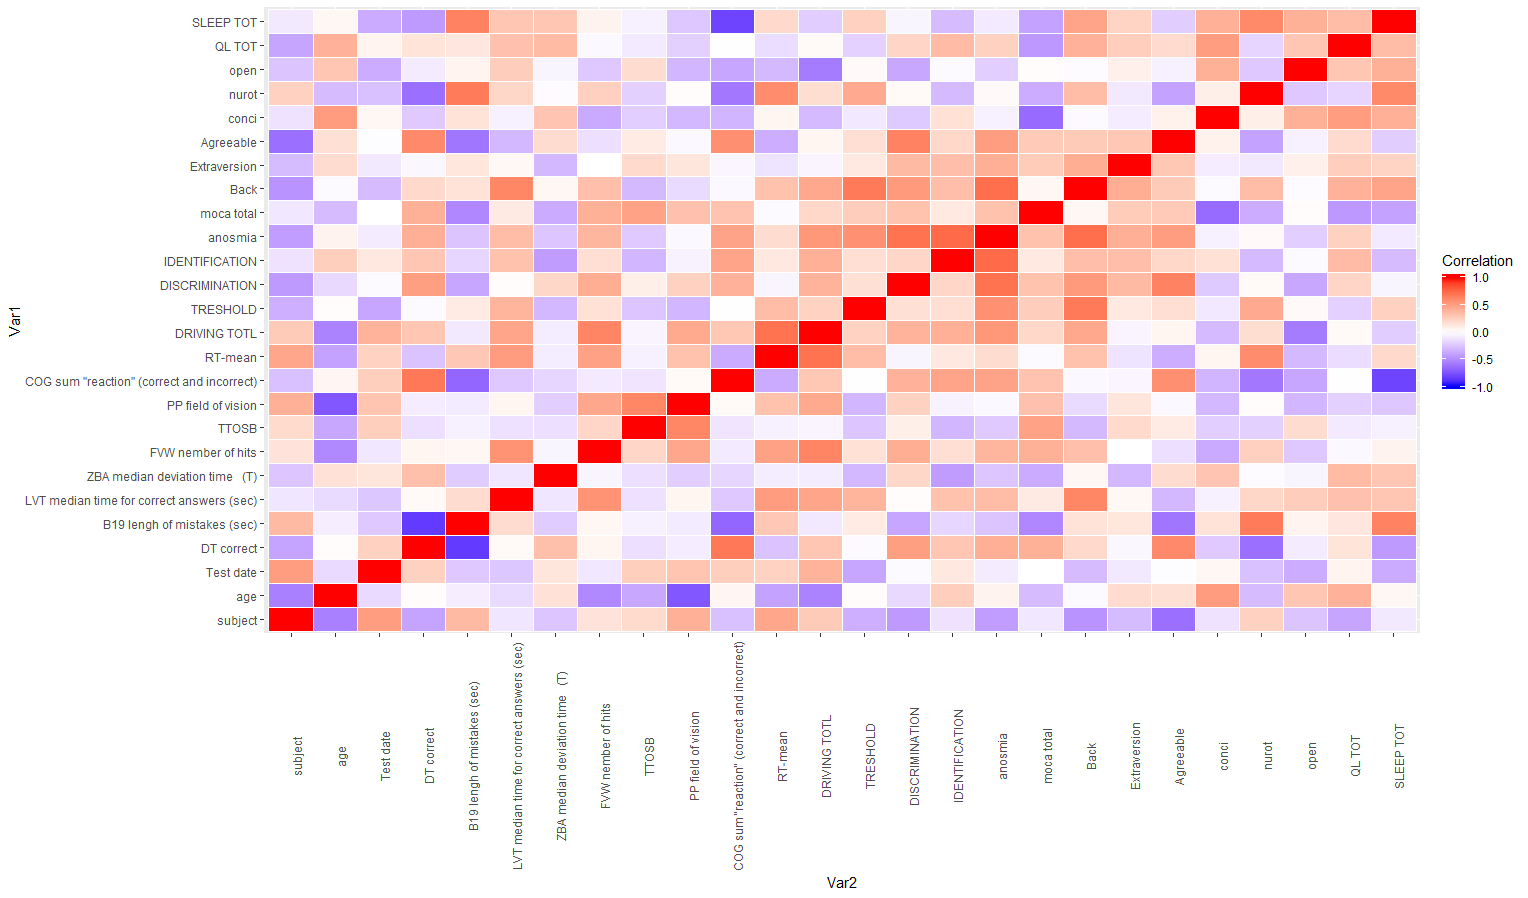 SLEEP TOT
QL TOT
open
nurot
conci
Agreeable
Extraversion
Back
moca total
anosmia
IDENTIFICATION
DISCRIMINATION
TRESHOLD
DRIVING TOTL
RT-mean
COG sum "reaction" (correct and incorrect)
PP field of vision
TTOSB
FVW nember of hits
ZBA median deviation time   (T)
LVT median time for correct answers (sec)
B19 lengh of mistakes (sec)
DT correct
Test date
age
subject
Var1
subject
age
Test date
DT correct
B19 lengh of mistakes (sec)
LVT median time for correct answers (sec)
ZBA median deviation time   (T)
FVW nember of hits
TTOSB
PP field of vision
COG sum "reaction" (correct and incorrect)
RT-mean
DRIVING TOTL
TRESHOLD
DISCRIMINATION
IDENTIFICATION
anosmia
moca total
Back
Extraversion
Agreeable
conci
nurot
open
QL TOT
SLEEP TOT
Var2
Correlation
1.0
0.5
0.0
-0.5
-1.0